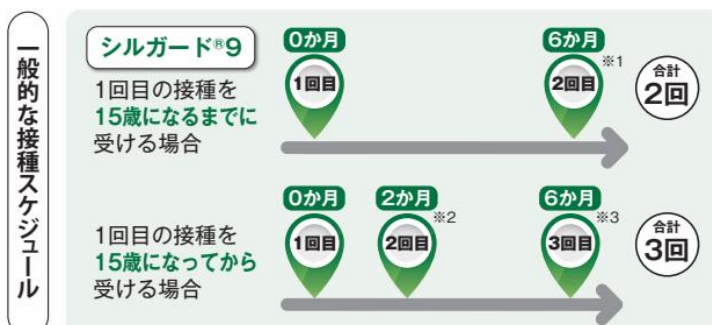 一般的な接種スケジュール
シルガード®9
1回目の接種を
15歳になるまでに
受ける場合
0か月
1回目
6か月
2回目
※1
合計
2回
1回目の接種を
15歳になってから
受ける場合
0か月
1回目
2か月
2回目
※2
6か月
3回目
※3
合計
3回